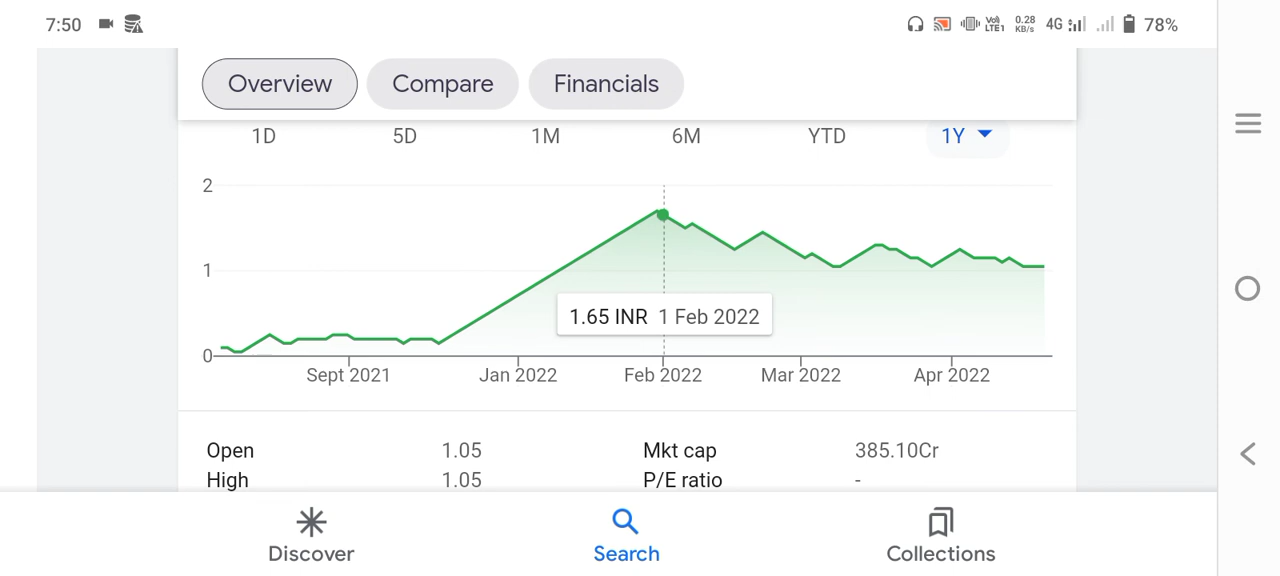 7:50 Vo) LTE1 0.28 KB/s 4G 78%
Overview Compare Financials
1D 5D 1M 6M YTD 1Y
2
1
1.65 INR 1 Feb 2022
0
Sept 2021 Jan 2022 Feb 2022 Mar 2022 Apr 2022
Open 1.05 Mkt cap 385.10Cr
High 1.05 P/E ratio -
Discover Search Collections